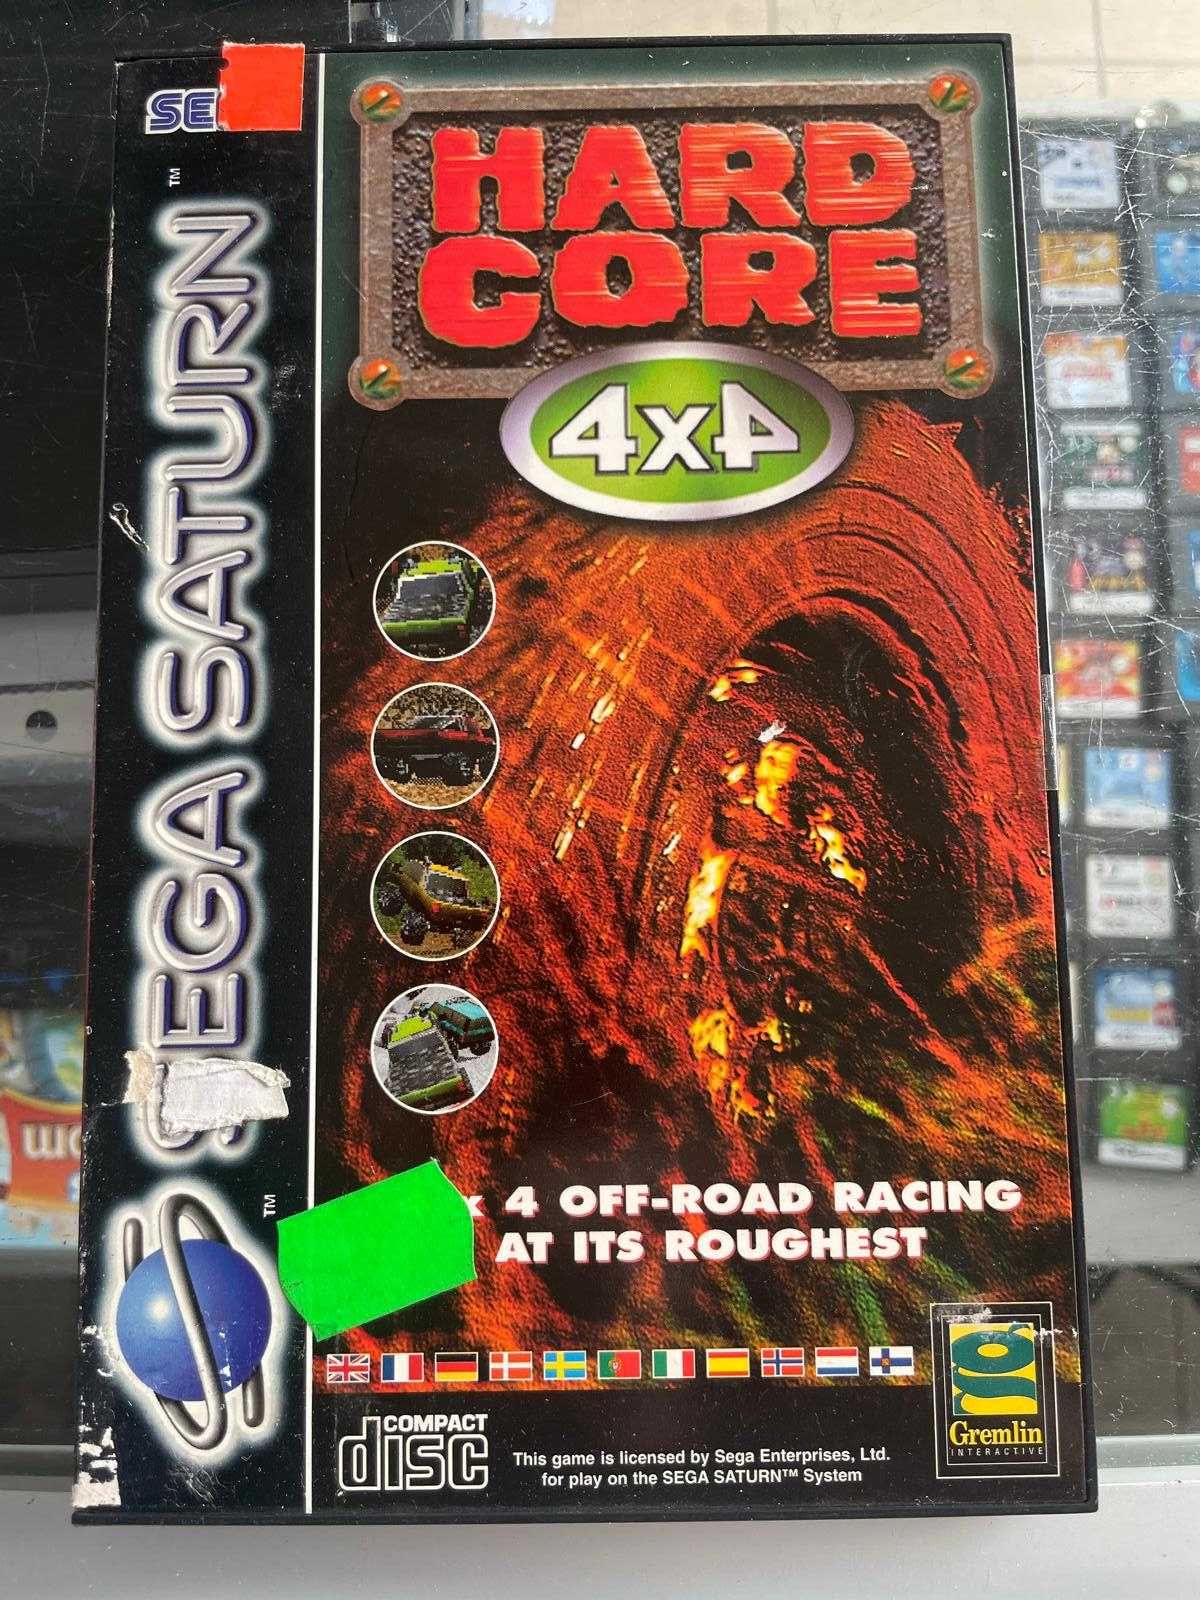 SE
TM
SEGA SATURN
TM
HARD
CORE
4x4
4 OFF-ROAD RACING
AT ITS ROUGHEST
COMPACT
disc
This game is licensed by Sega Enterprises, Ltd.
for play on the SEGA SATURN™ System
g
Gremlin
INTERACTIVE